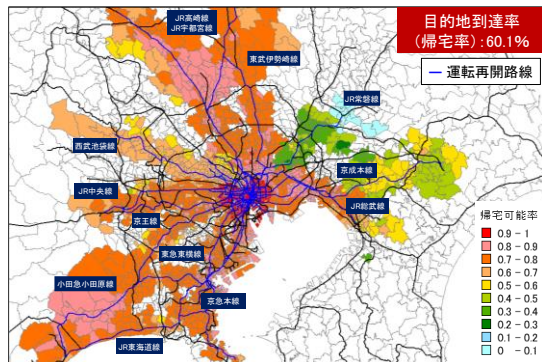 JR高崎線
JR宇都宮線
目的地到達率
(帰宅率):60.1%
東武伊勢崎線
運転再開路線
JR常磐線
西武池袋線
京成本線
JR中央線
JR総武線
京王線
東急東横線
小田急小田原線
京急本線
JR東海道線
帰宅可能率
0.9 - 1
0.8 - 0.9
0.7 - 0.8
0.6 - 0.7
0.5 - 0.6
0.4 - 0.5
0.3 - 0.4
0.2 - 0.3
0.1 - 0.2
0 - 0.1